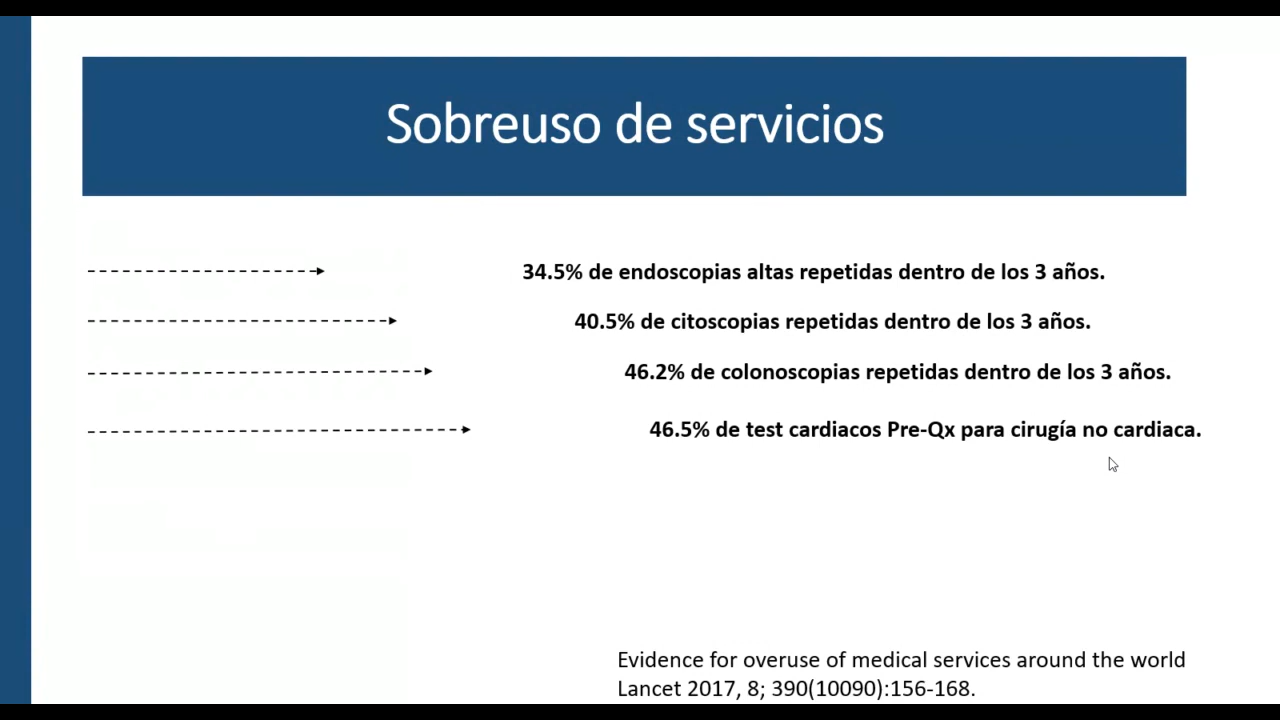 Sobreuso de servicios
34.5% de endoscopias altas repetidas dentro de los 3 años.
40.5% de citoscopias repetidas dentro de los 3 años.
46.2% de colonoscopias repetidas dentro de los 3 años.
46.5% de test cardiacos Pre-Qx para cirugía no cardiaca.
Evidence for overuse of medical services around the world
Lancet 2017, 8; 390(10090):156-168.